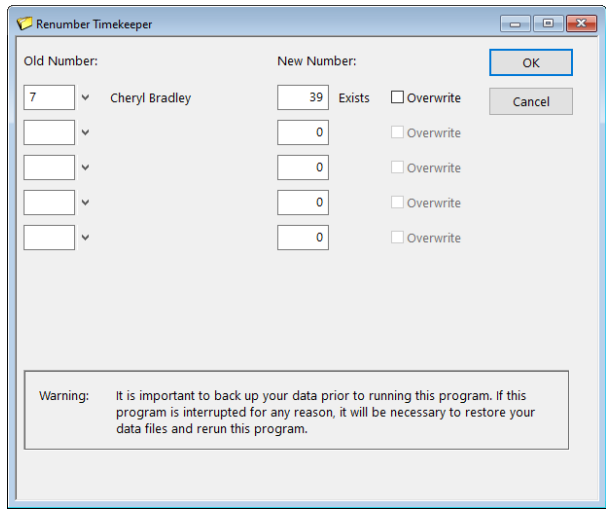 Renumber Timekeeper
Old Number: New Number: OK
7 Cheryl Bradley 39 Exists Overwrite Cancel
0 Overwrite
0 Overwrite
0 Overwrite
0 Overwrite
Warning: It is important to back up your data prior to running this program. If this
program is interrupted for any reason, it will be necessary to restore your
data files and rerun this program.